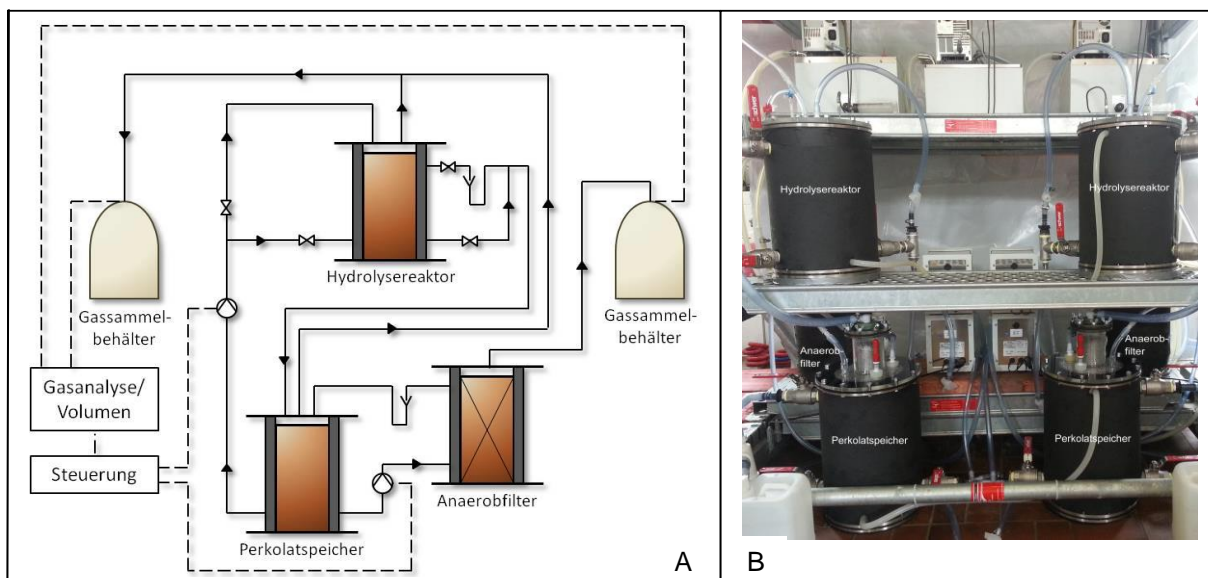 Hydrolysereaktor
Gassammel-
behälter
Gassammel-
behälter
Gasanalyse/
Volumen
Steuerung
Anaerobfilter
Perkolatspeicher
A
Hydrolysereaktor
Hydrolysereaktor
Anaerob-
filter
Anaerob-
filter
Perkolatspeicher
Perkolatspeicher
B